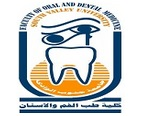 FACULTY OF ORAL AND DENTAL MEDICINE
SOUTH VALLEY UNIVERSITY
كلية طب الفم والأسنان